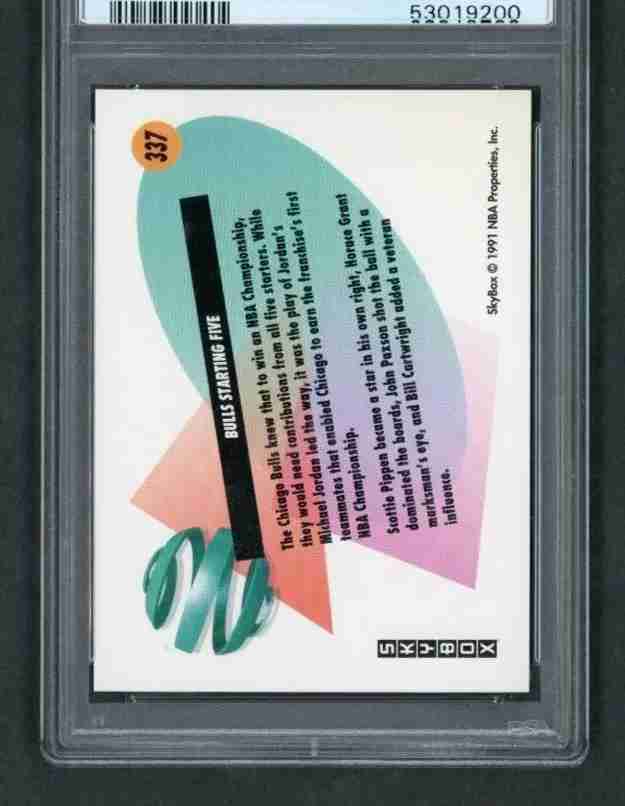 53019200
337
BULLS STARTING FIVE
The Chicago Bulls knew that to win an NBA Championship,
they would need contributions from all five starters. While
Michael Jordan led the way, it was the play of Jordan's
teammates that enabled Chicago to earn the franchise's first
NBA Championship.
Scottie Pippen became a star in his own right, Horace Grant
dominated the boards, John Paxson shot the ball with a
marksman's eye, and Bill Cartwright added a veteran
influence.
SKYBOX
SkyBox © 1991 NBA Properties, Inc.